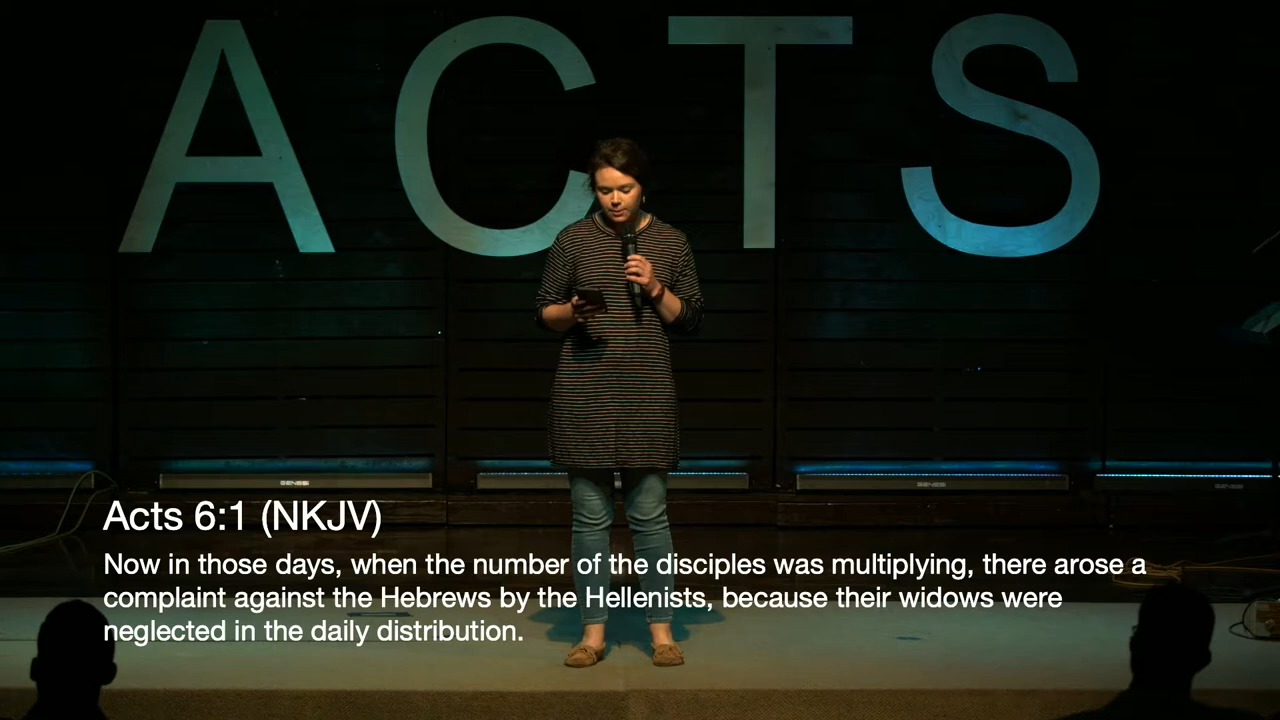 ACTS
Acts 6:1 (NKJV)
Now in those days, when the number of the disciples was multiplying, there arose a
complaint against the Hebrews by the Hellenists, because their widows were
neglected in the daily distribution.